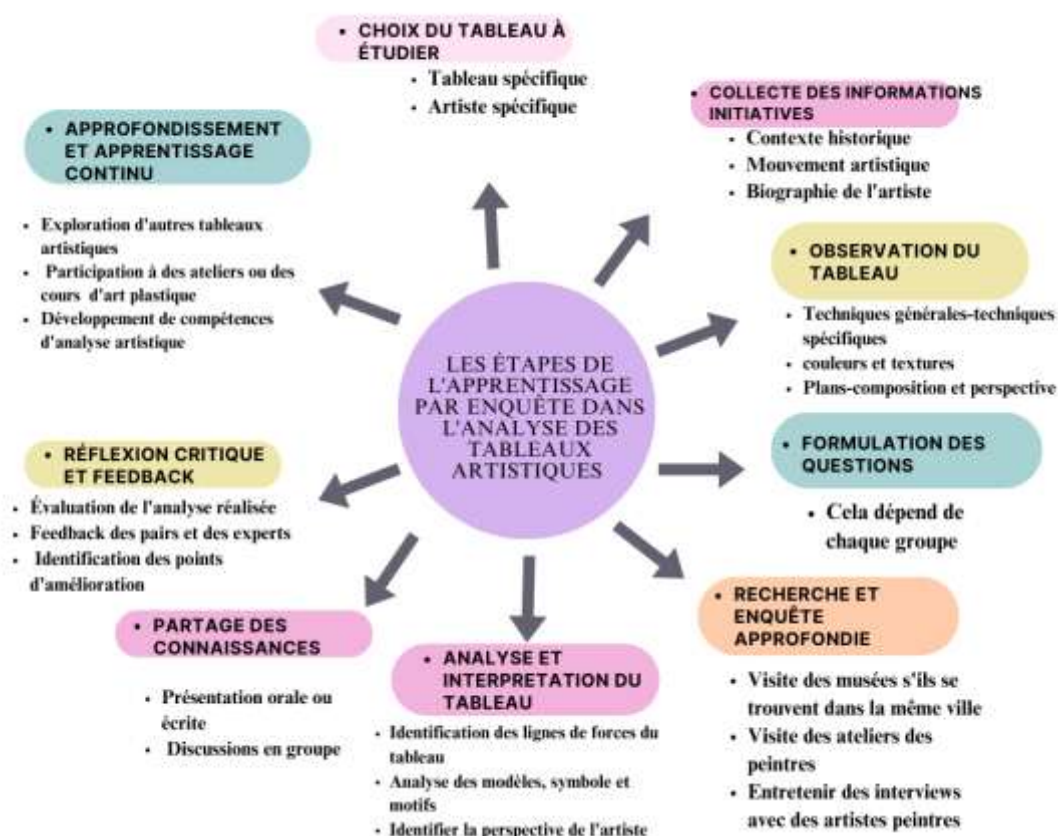 LES ÉTAPES DE
L'APPRENTISSAGE
PAR ENQUÊTE DANS
L'ANALYSE DES
TABLEAUX
ARTISTIQUES
• CHOIX DU TABLEAU À
ÉTUDIER
• Tableau spécifique
• Artiste spécifique
• COLLECTE DES INFORMATIONS
INITIATIVES
• Contexte historique
• Mouvement artistique
• Biographie de l'artiste
• OBSERVATION DU
TABLEAU
• Techniques générales-techniques
spécifiques
• couleurs et textures
• Plans-composition et perspective
• FORMULATION DES
QUESTIONS
• Cela dépend de
chaque groupe
• RECHERCHE ET
ENQUÊTE
APPROFONDIE
• Visite des musées s'ils se
trouvent dans la même ville
• Visite des ateliers des
peintres
• Entretenir des interviews
avec des artistes peintres
• ANALYSE ET
INTERPRETATION DU
TABLEAU
• Identification des lignes de forces du
tableau
• Analyse des modèles, symbole et
motifs
• Identifier la perspective de l'artiste
• PARTAGE DES
CONNAISSANCES
• Présentation orale ou
écrite
• Discussions en groupe
• RÉFLEXION CRITIQUE
ET FEEDBACK
• Évaluation de l'analyse réalisée
• Feedback des pairs et des experts
• Identification des points
d'amélioration
• APPROFONDISSEMENT
ET APPRENTISSAGE
CONTINU
• Exploration d'autres tableaux
artistiques
• Participation à des ateliers ou des
cours d'art plastique
• Développement de compétences
d'analyse artistique